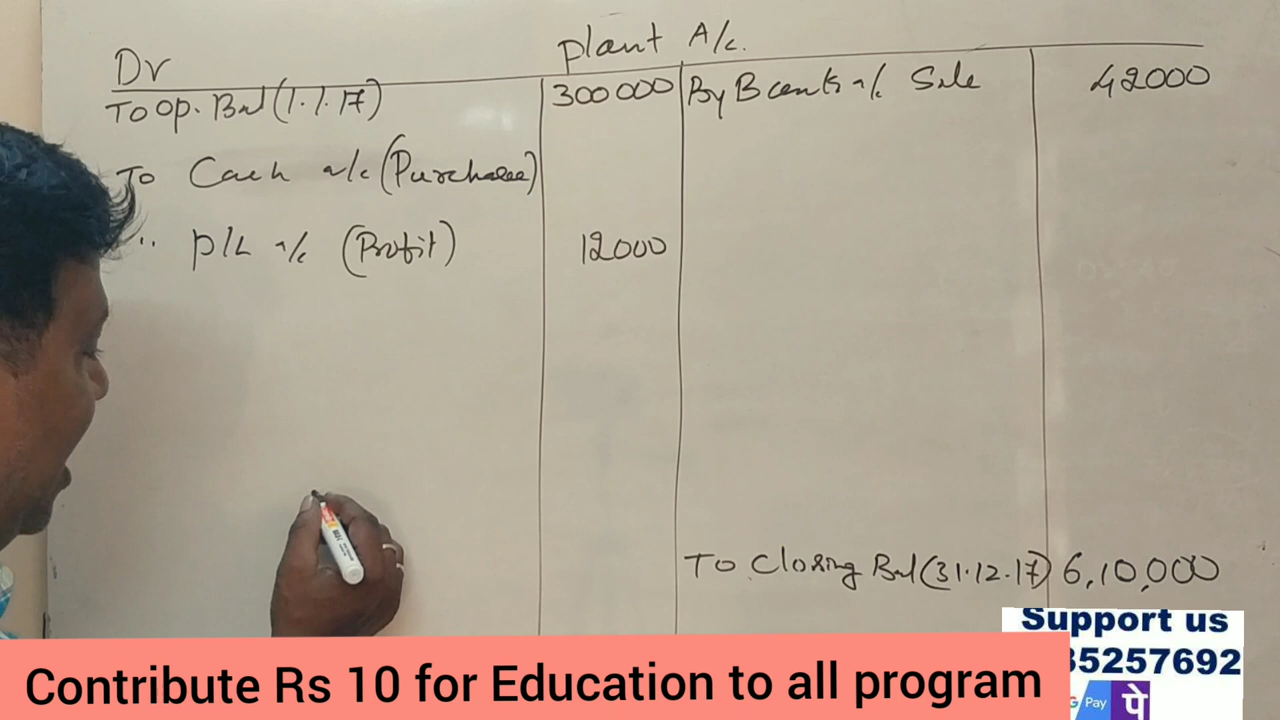 Plant A/c.
Dr
To Op. Bal (1.1.17) 300000 By Bank a/c Sale 42000
To Cash a/c (Purchase)
" P/L a/c (Profit) 12000
To Closing Bal (31.12.17) 6,10,000
Support us
35257692
G Pay पे
Contribute Rs 10 for Education to all program